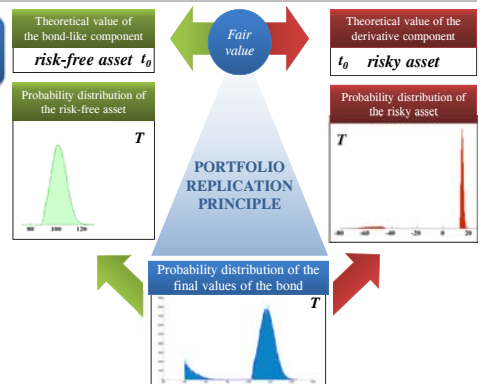 Theoretical value of
the bond-like component
risk-free asset t0
Fair
value
Theoretical value of the
derivative component
t0 risky asset
Probability distribution of
the risk-free asset
T
80 100 120
Probability distribution of
the risky asset
T
-80 -60 -40 -20 0 20
PORTFOLIO
REPLICATION
PRINCIPLE
Probability distribution of the
final values of the bond
T